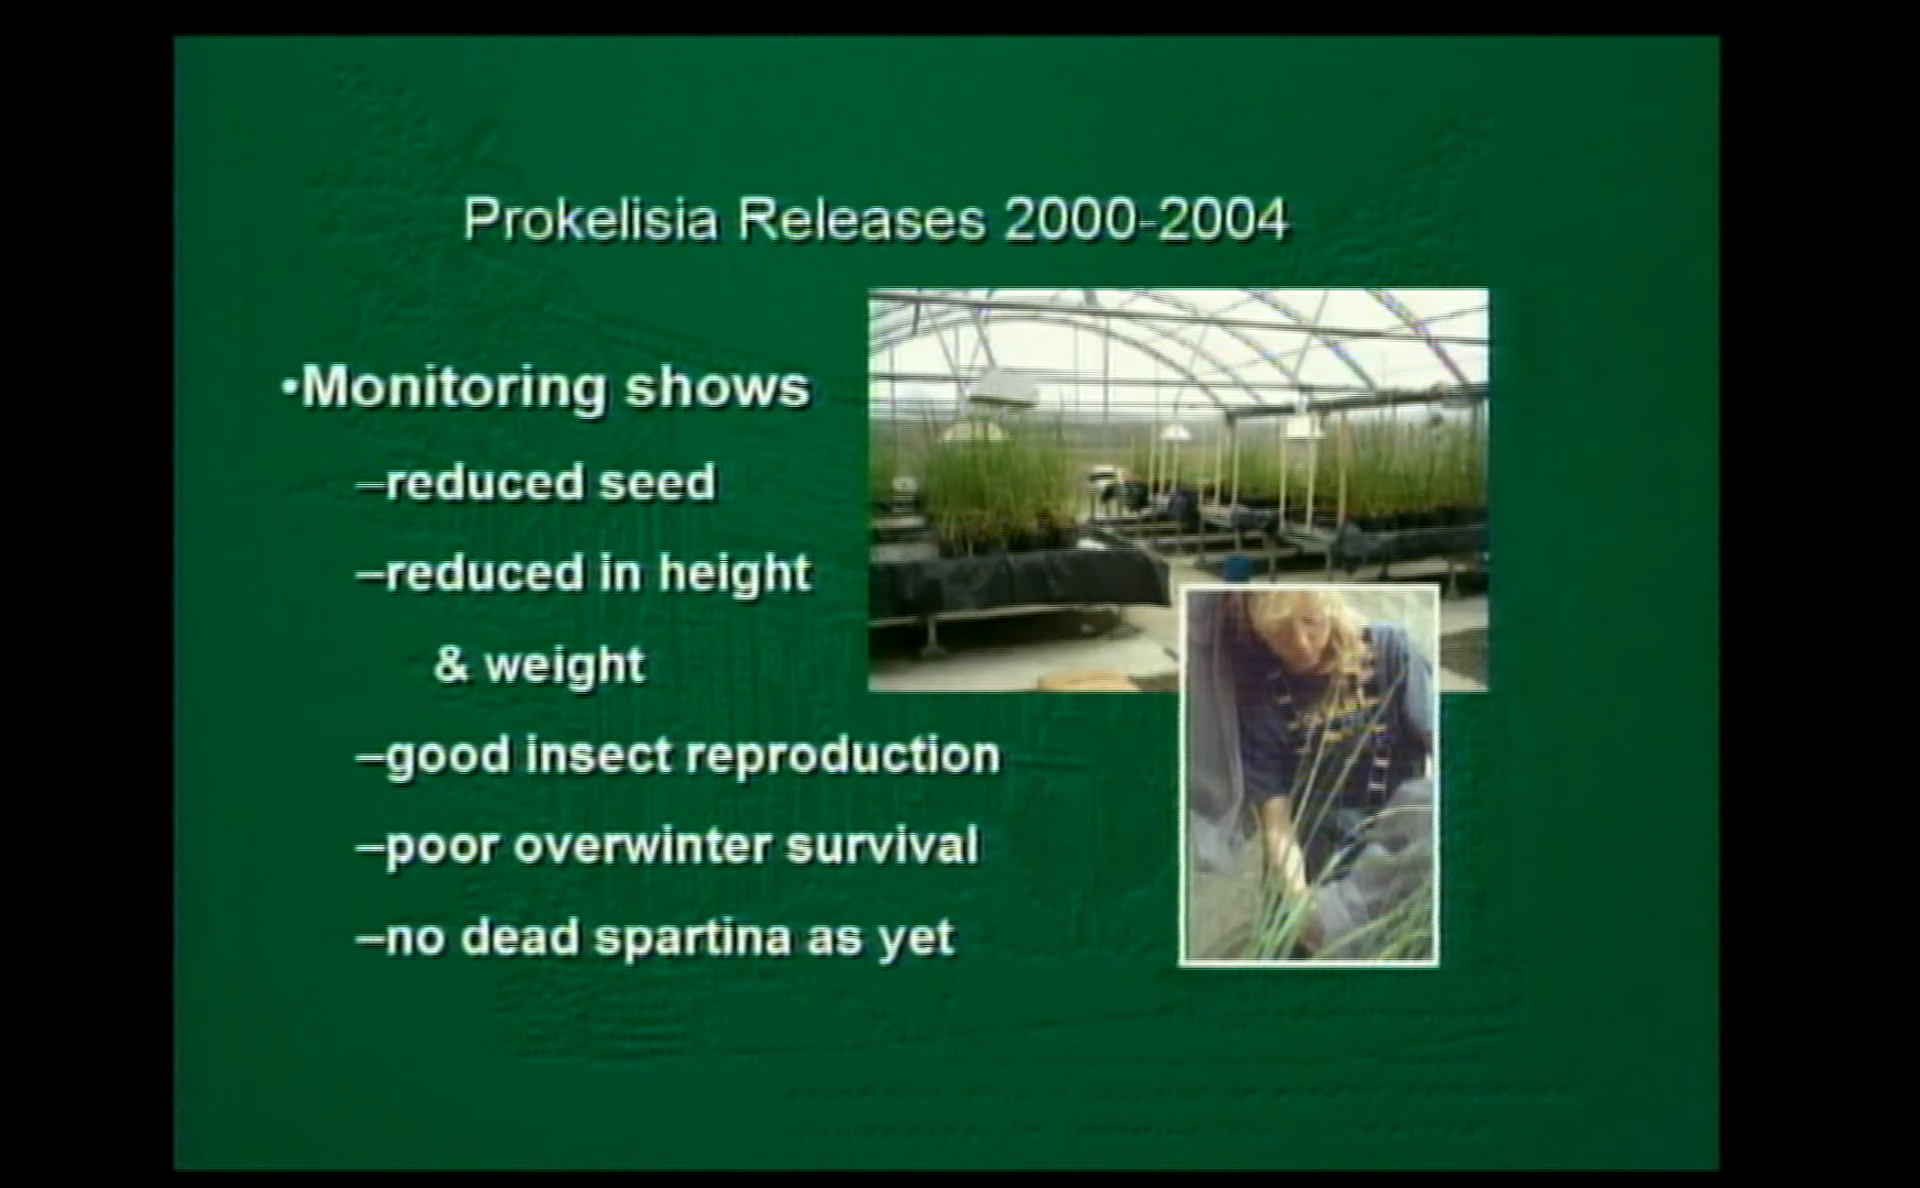 Prokelisia Releases 2000-2004
•Monitoring shows
–reduced seed
–reduced in height
& weight
–good insect reproduction
–poor overwinter survival
–no dead spartina as yet